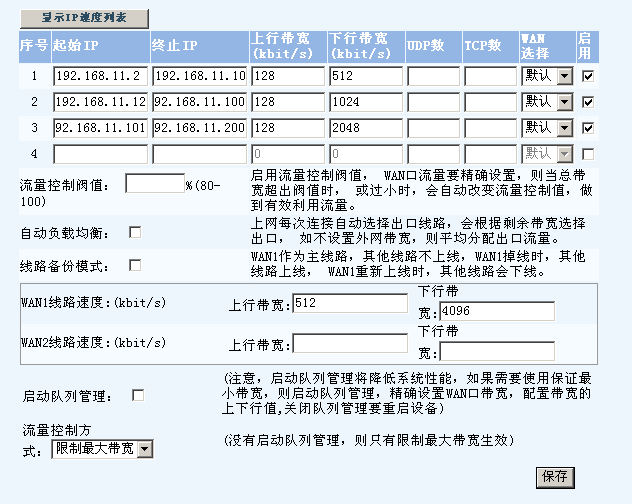 显示IP速度列表
序号 起始IP 终止IP 上行带宽(kbit/s) 下行带宽(kbit/s) UDP数 TCP数 WAN选择 启用
1 192.168.11.2 192.168.11.10 128 512 默认
2 192.168.11.12 92.168.11.100 128 1024 默认
3 92.168.11.101 92.168.11.200 128 2048 默认
4 0 0 默认
流量控制阀值： %(80-
100)
启用流量控制阀值， WAN口流量要精确设置，则当总带
宽超出阀值时， 或过小时，会自动改变流量控制值，做
到有效利用流量。
自动负载均衡：
上网每次连接自动选择出口线路，会根据剩余带宽选择
出口， 如不设置外网带宽，则平均分配出口流量。
线路备份模式：
WAN1作为主线路，其他线路不上线，WAN1掉线时，其他
线路上线， WAN1重新上线时，其他线路会下线。
WAN1线路速度:(kbit/s) 上行带宽:512 下行带
宽:4096
WAN2线路速度:(kbit/s) 上行带宽: 下行带
宽:
启动队列管理：
(注意，启动队列管理将降低系统性能，如果需要使用保证最
小带宽，则启动队列管理，精确设置WAN口带宽，配置带宽的
上下行值,关闭队列管理要重启设备)
流量控制方
式：限制最大带宽
(没有启动队列管理，则只有限制最大带宽生效)
保存